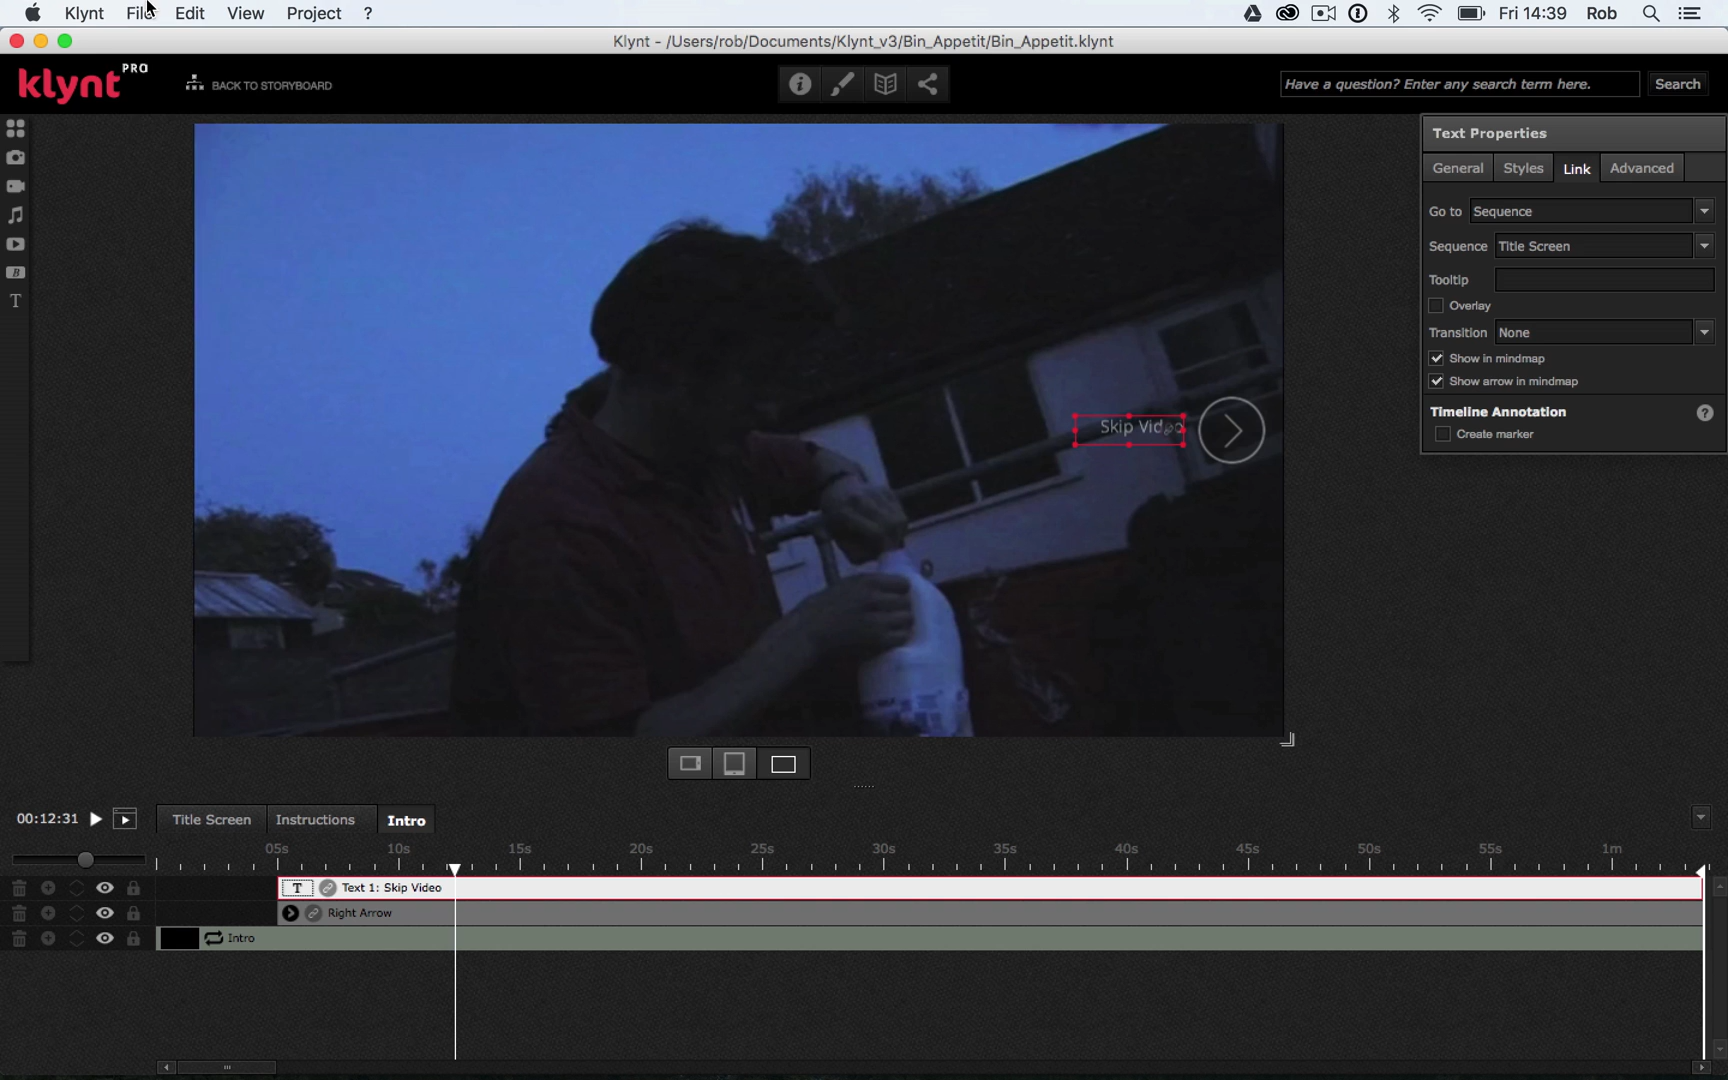 Klynt File Edit View Project ? Fri 14:39 Rob
Klynt - /Users/rob/Documents/Klynt_v3/Bin_Appetit/Bin_Appetit.klynt
klynt PRO BACK TO STORYBOARD Have a question? Enter any search term here. Search
Text Properties
General Styles Link Advanced
Go to Sequence
Sequence Title Screen
Tooltip
Overlay
Transition None
Show in mindmap
Show arrow in mindmap
Timeline Annotation ?
Create marker
B
T
Skip Video
00:12:31 Title Screen Instructions Intro
05s 10s 15s 20s 25s 30s 35s 40s 45s 50s 55s 1m
T Text 1: Skip Video
Right Arrow
Intro